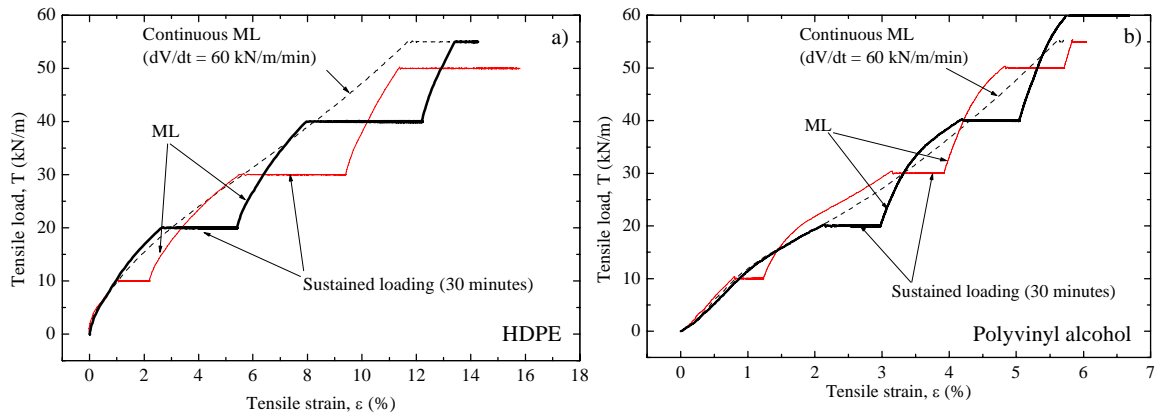 60
50
40
30
20
10
0
Tensile load, T (kN/m)
Continuous ML
(dV/dt = 60 kN/m/min)
a)
ML
Sustained loading (30 minutes)
HDPE
0 2 4 6 8 10 12 14 16 18
Tensile strain, ε (%)
60
50
40
30
20
10
0
Tensile load, T (kN/m)
Continuous ML
(dV/dt = 60 kN/m/min)
b)
ML
Sustained loading (30 minutes)
Polyvinyl alcohol
0 1 2 3 4 5 6 7
Tensile strain, ε (%)